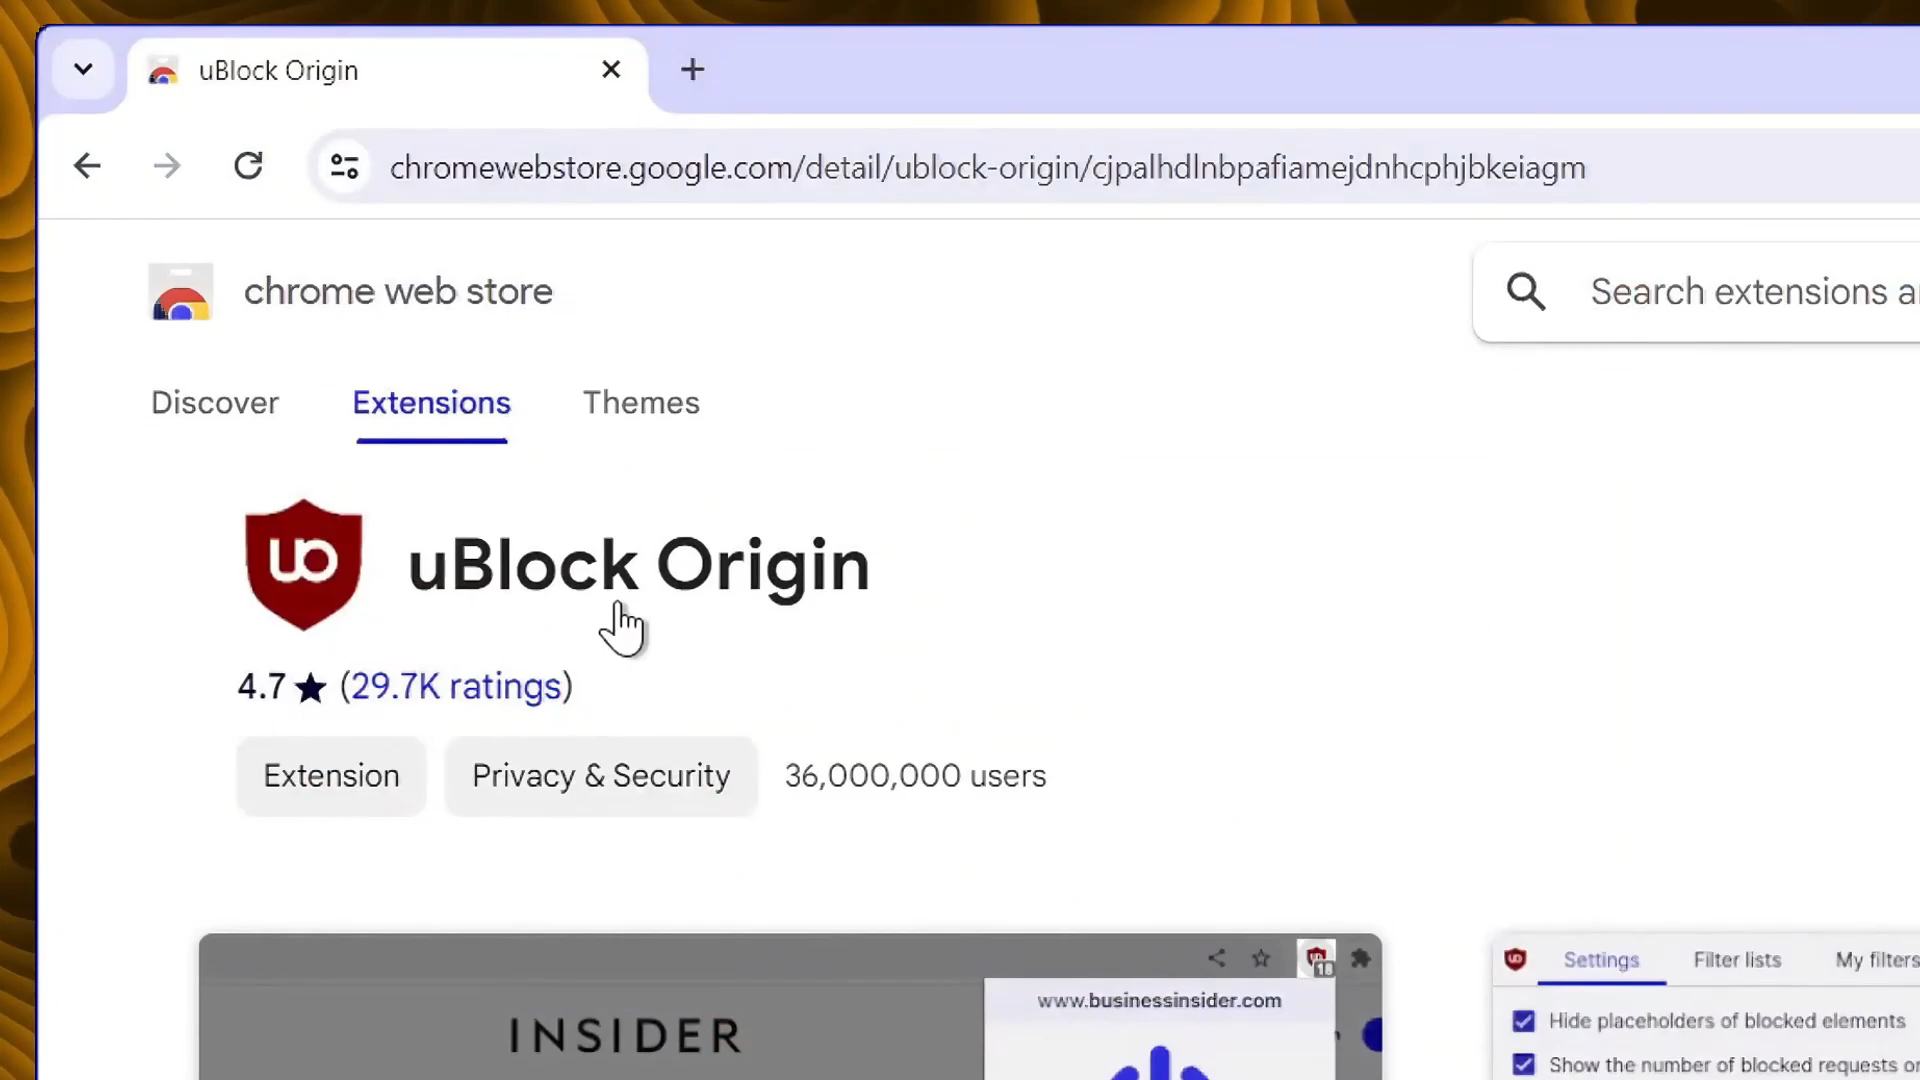 uBlock Origin
chromewebstore.google.com/detail/ublock-origin/cjpalhdlnbpafiamejdnhcphjbkeiagm
chrome web store
Search extensions
Discover
Extensions
Themes
uBlock Origin
4.7 ★ (29.7K ratings)
Extension
Privacy & Security
36,000,000 users
INSIDER
www.businessinsider.com
Settings
Filter lists
My filters
Hide placeholders of blocked elements
Show the number of blocked requests